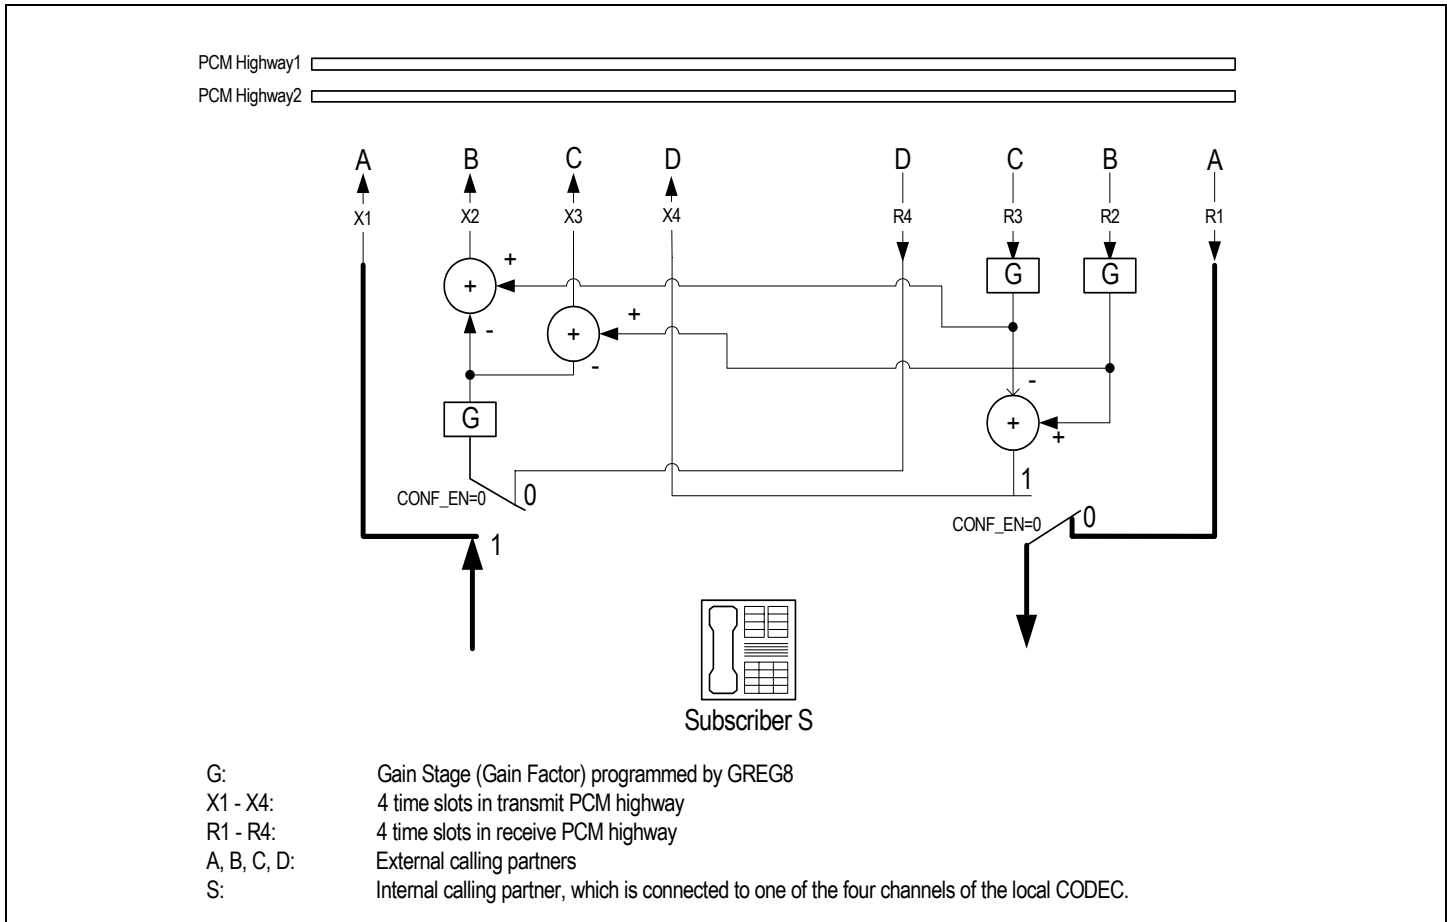 PCM Highway1
PCM Highway2
A B C D D C B A
X1 X2 X3 X4 R4 R3 R2 R1
+ G G
+ +
-
+ +
- -
G + +
1
CONF_EN=0 0
CONF_EN=0 0
1
Subscriber S
G: Gain Stage (Gain Factor) programmed by GREG8
X1 - X4: 4 time slots in transmit PCM highway
R1 - R4: 4 time slots in receive PCM highway
A, B, C, D: External calling partners
S: Internal calling partner, which is connected to one of the four channels of the local CODEC.